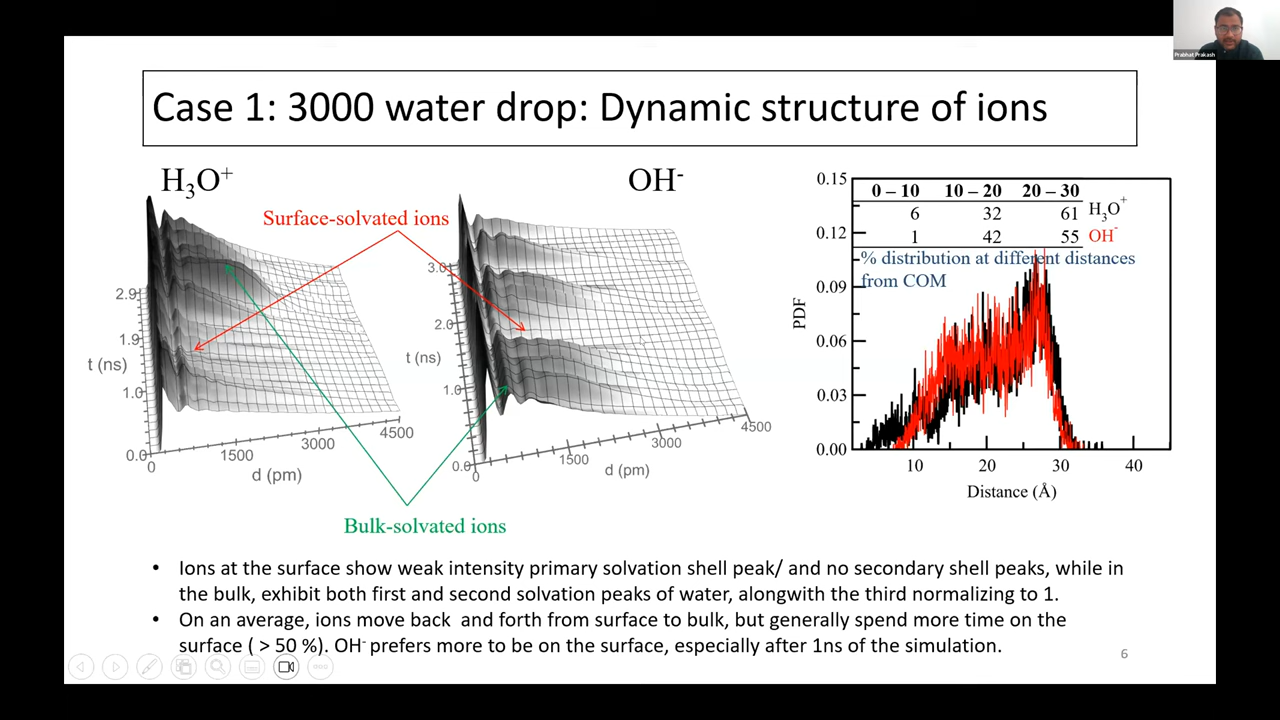 Prabhat Prakash
Case 1: 3000 water drop: Dynamic structure of ions
H3O+
OH-
Surface-solvated ions
2.9
1.9
t (ns)
1.0
0.0
0
1500
3000
4500
d (pm)
3.0
2.0
t (ns)
1.0
0.0
0
1500
3000
4500
d (pm)
Bulk-solvated ions
0.15
0.12
0.09
0.06
0.03
0.00
PDF
0 – 10 10 – 20 20 – 30
6 32 61 H3O+
1 42 55 OH-
% distribution at different distances
from COM
10 20 30 40
Distance (Å)
• Ions at the surface show weak intensity primary solvation shell peak/ and no secondary shell peaks, while in
the bulk, exhibit both first and second solvation peaks of water, alongwith the third normalizing to 1.
• On an average, ions move back and forth from surface to bulk, but generally spend more time on the
surface ( > 50 %). OH- prefers more to be on the surface, especially after 1ns of the simulation.
6